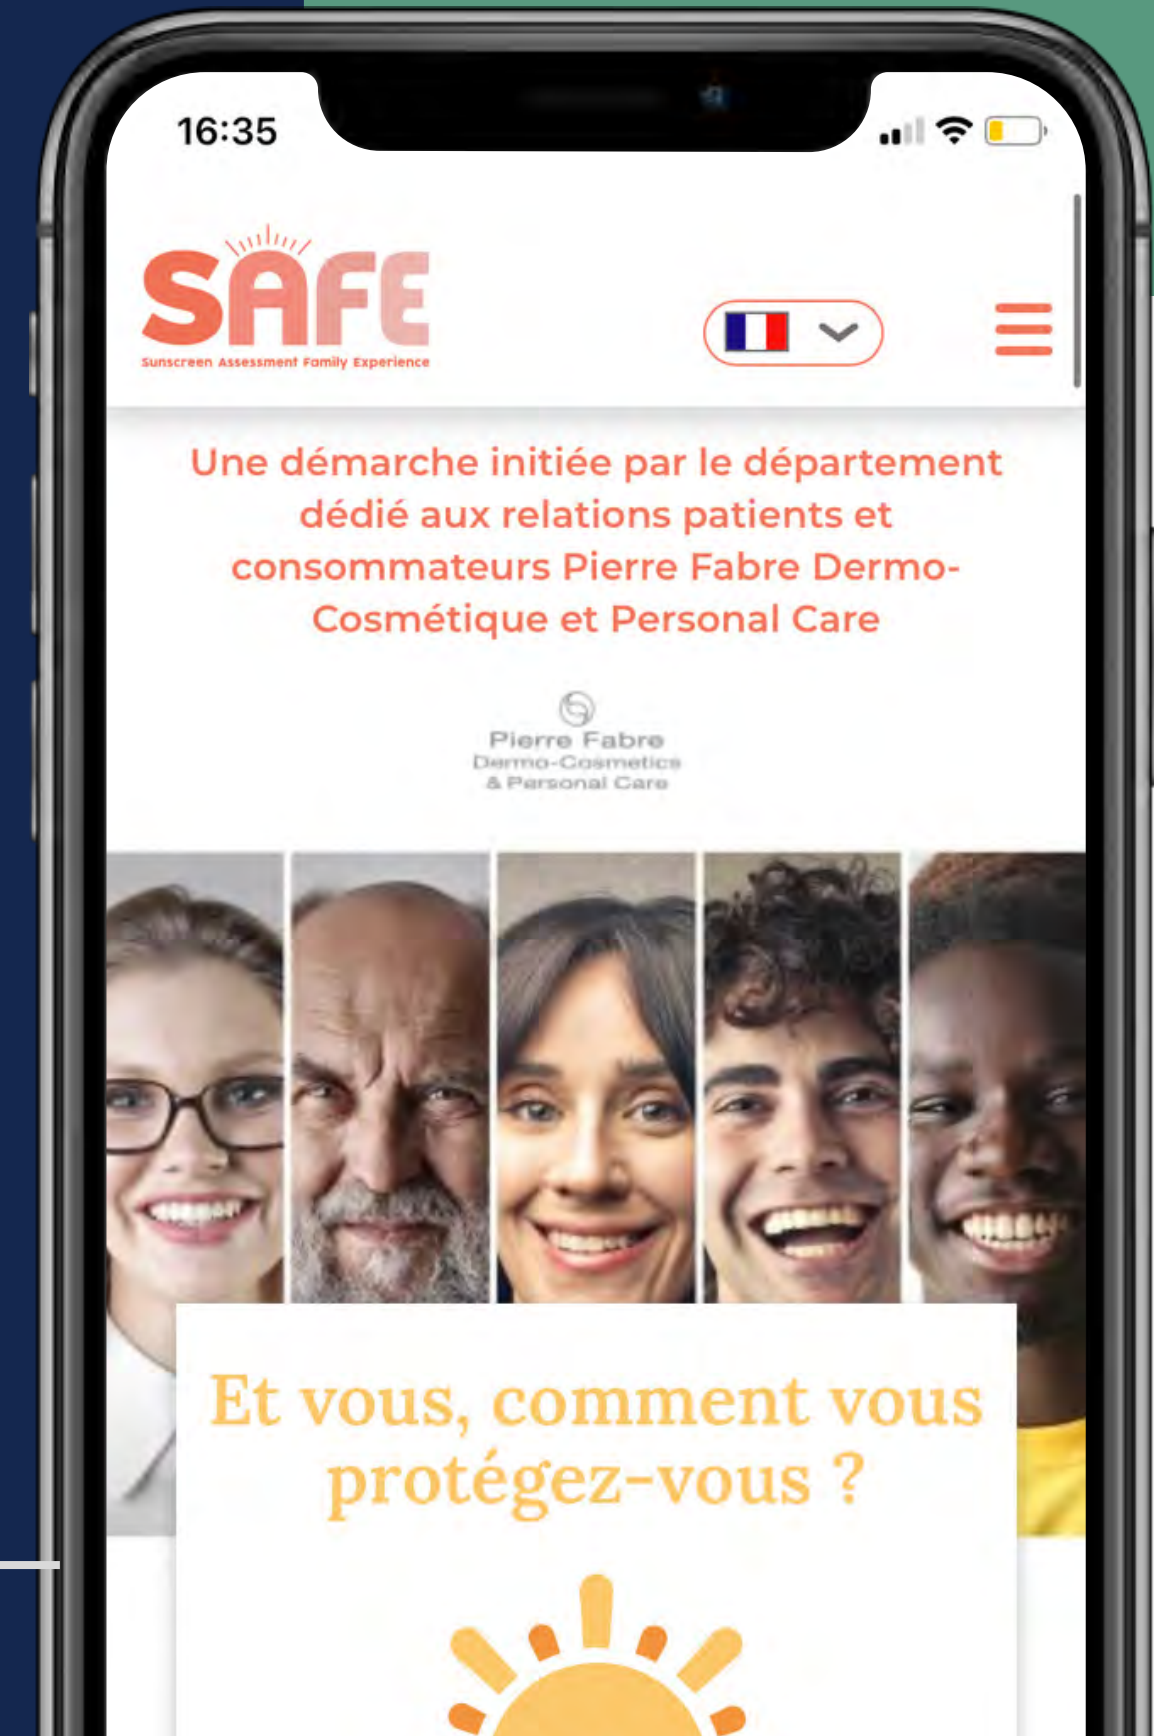 16:35
SAFE
Sunscreen Assessment Family Experience
Une démarche initiée par le département
dédié aux relations patients et
consommateurs Pierre Fabre Dermo-
Cosmétique et Personal Care
Pierre Fabre
Dermo-Cosmetics
& Personal Care
Et vous, comment vous
protégez-vous ?